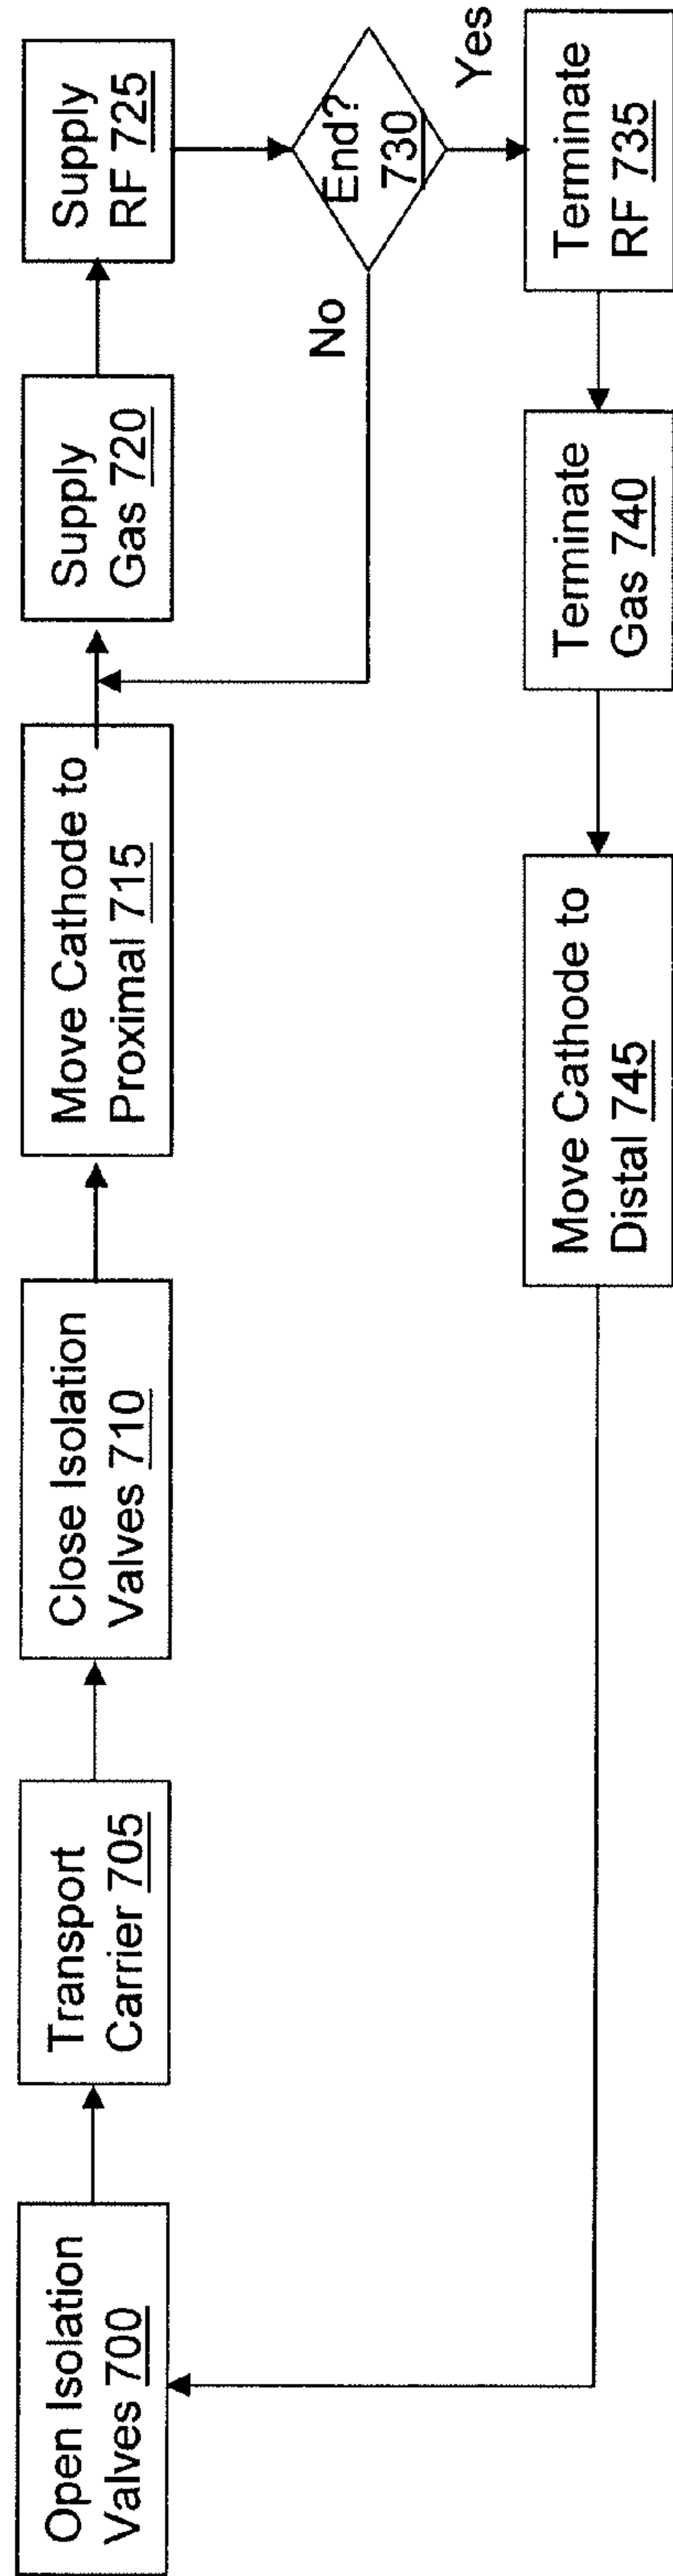 Open Isolation
Valves 700
Transport
Carrier 705
Close Isolation
Valves 710
Move Cathode to
Proximal 715
Supply
Gas 720
Supply
RF 725
End?
730
No
Yes
Terminate
RF 735
Terminate
Gas 740
Move Cathode to
Distal 745